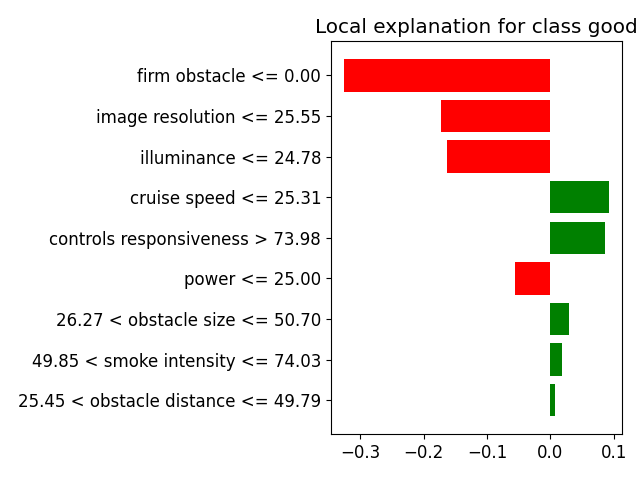 Local explanation for class good
firm obstacle <= 0.00
image resolution <= 25.55
illuminance <= 24.78
cruise speed <= 25.31
controls responsiveness > 73.98
power <= 25.00
26.27 < obstacle size <= 50.70
49.85 < smoke intensity <= 74.03
25.45 < obstacle distance <= 49.79
−0.3 −0.2 −0.1 0.0 0.1